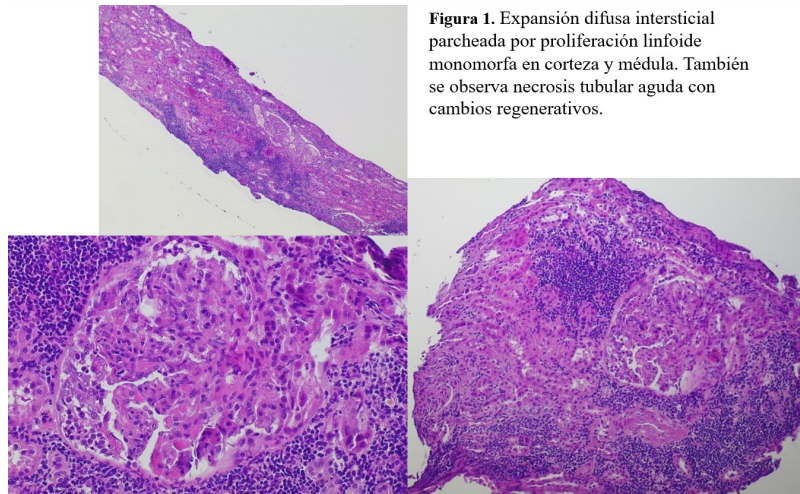 Figura 1. Expansión difusa intersticial
parcheada por proliferación linfoide
monomorfa en corteza y médula. También
se observa necrosis tubular aguda con
cambios regenerativos.